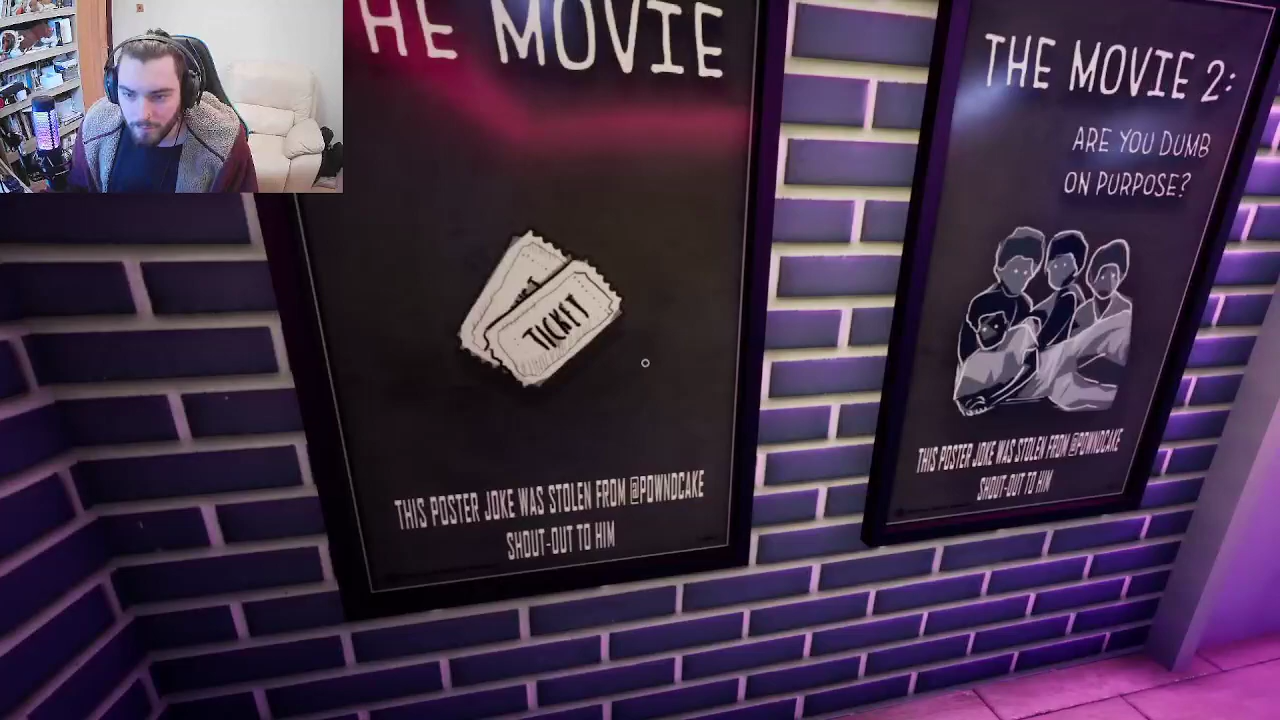 HE MOVIE
TICKET
THIS POSTER JOKE WAS STOLEN FROM @POWNDCAKE
SHOUT-OUT TO HIM
THE MOVIE 2:
ARE YOU DUMB
ON PURPOSE?
THIS POSTER JOKE WAS STOLEN FROM @POWNDCAKE
SHOUT-OUT TO HIM